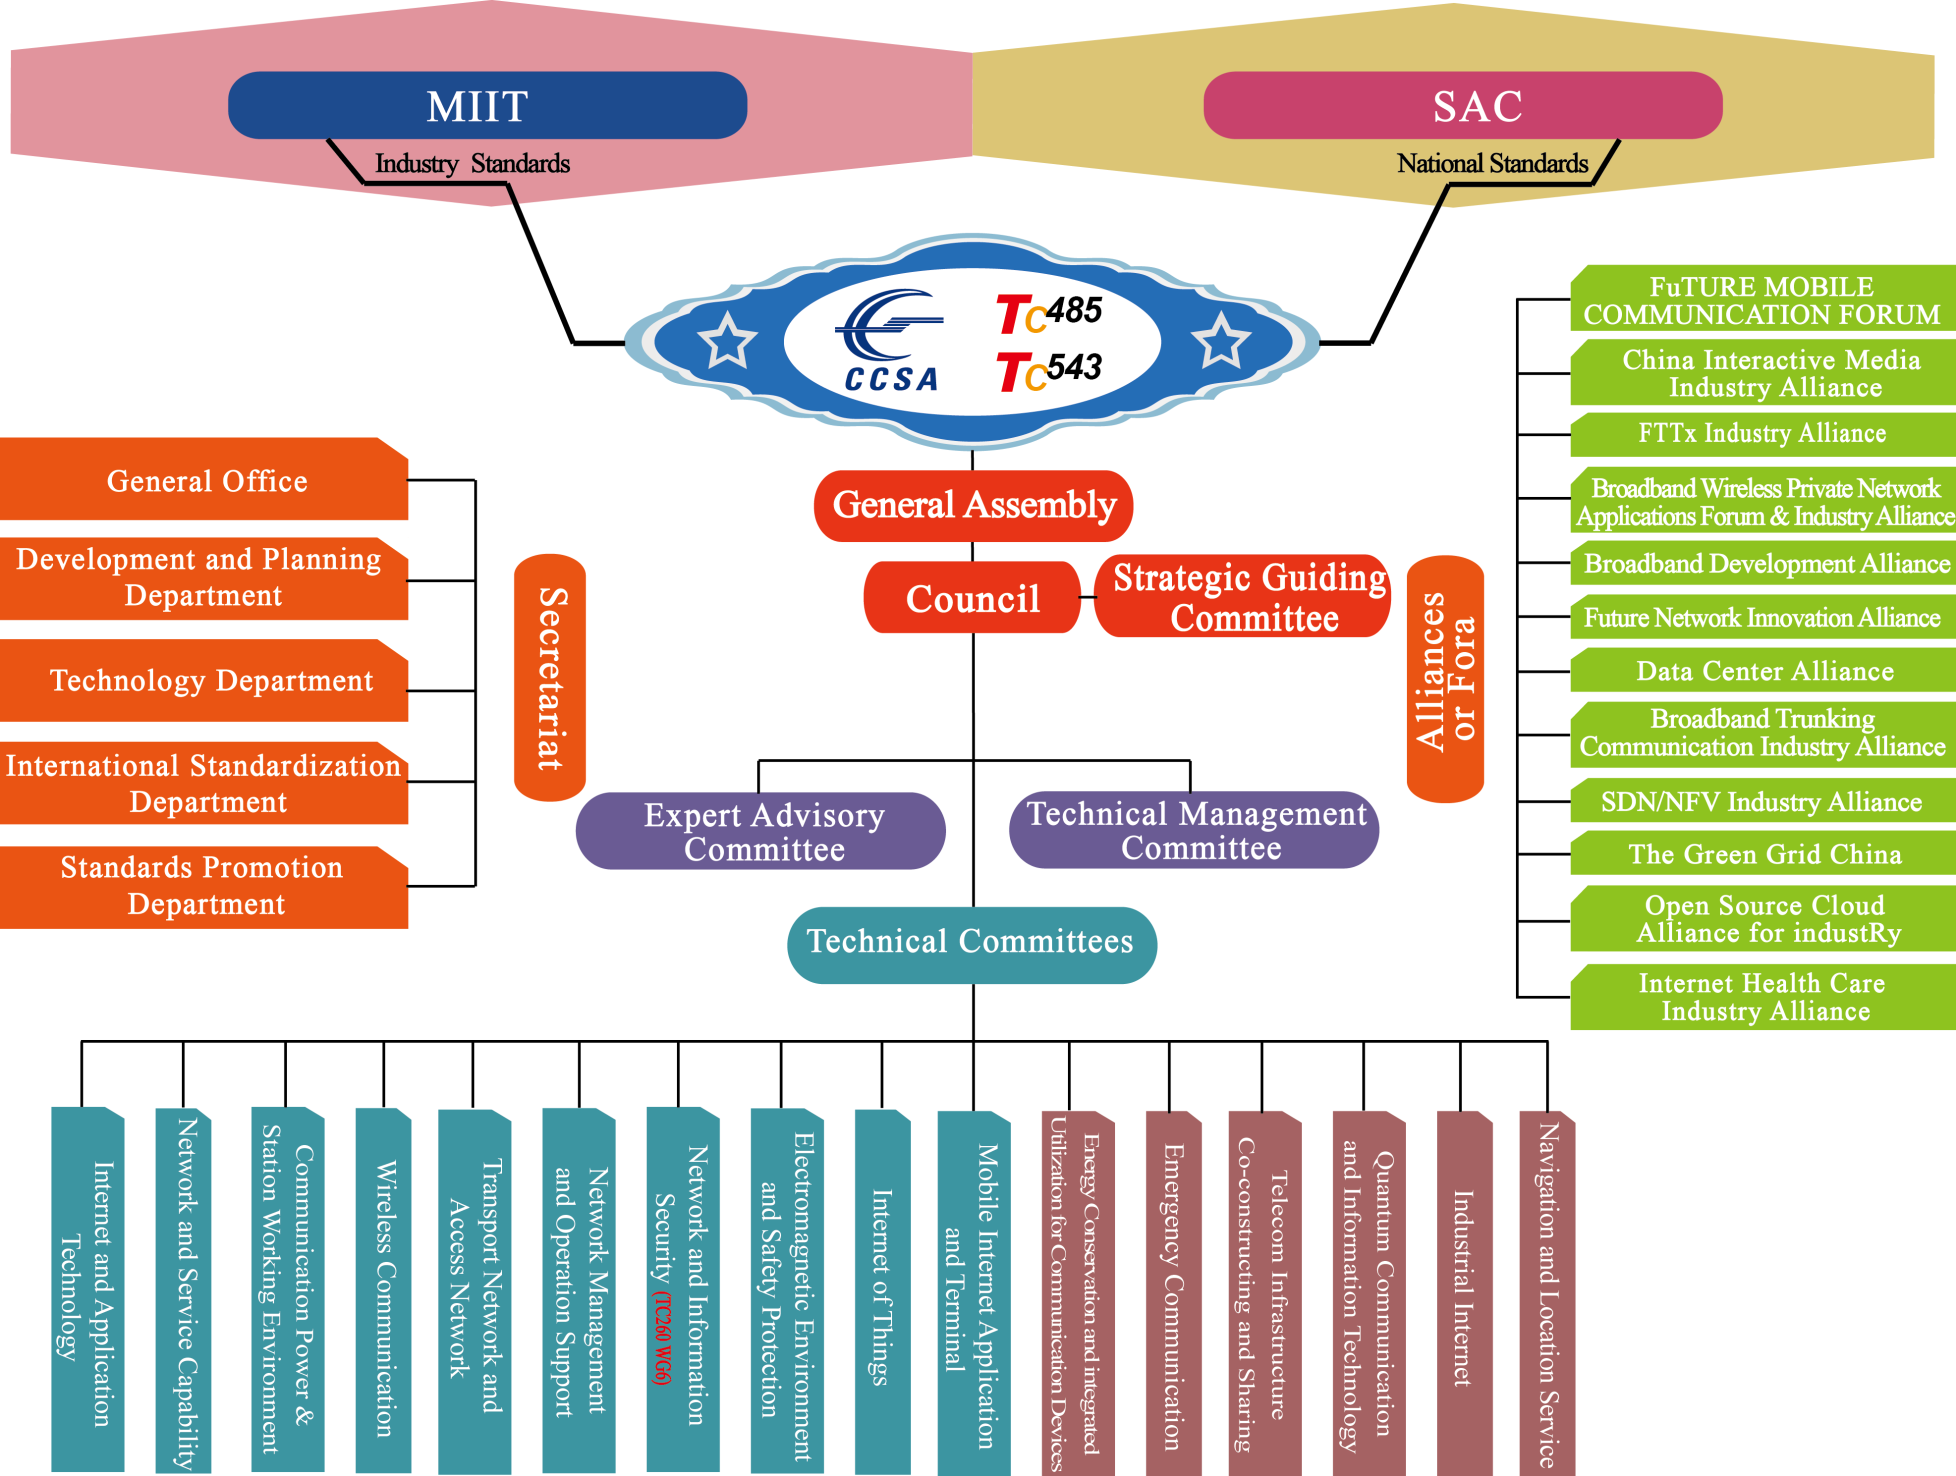 MIIT
SAC
Industry Standards
National Standards
CCSA
TC485
TC543
General Office
Development and Planning
Department
Technology Department
International Standardization
Department
Standards Promotion
Department
Secretariat
General Assembly
Council
Strategic Guiding
Committee
Expert Advisory
Committee
Technical Management
Committee
Technical Committees
Alliances
or Fora
FuTURE MOBILE
COMMUNICATION FORUM
China Interactive Media
Industry Alliance
FTTx Industry Alliance
Broadband Wireless Private Network
Applications Forum & Industry Alliance
Broadband Development Alliance
Future Network Innovation Alliance
Data Center Alliance
Broadband Trunking
Communication Industry Alliance
SDN/NFV Industry Alliance
The Green Grid China
Open Source Cloud
Alliance for industRy
Internet Health Care
Industry Alliance
Internet and Application
Technology
Network and Service Capability
Communication Power &
Station Working Environment
Wireless Communication
Transport Network and
Access Network
Network Management
and Operation Support
Network and Information
Security (TC260 WG6)
Electromagnetic Environment
and Safety Protection
Internet of Things
Mobile Internet Application
and Terminal
Energy Conservation and integrated
Utilization for Communication Devices
Emergency Communication
Telecom Infrastructure
Co-constructing and Sharing
Quantum Communication
and Information Technology
Industrial Internet
Navigation and Location Service